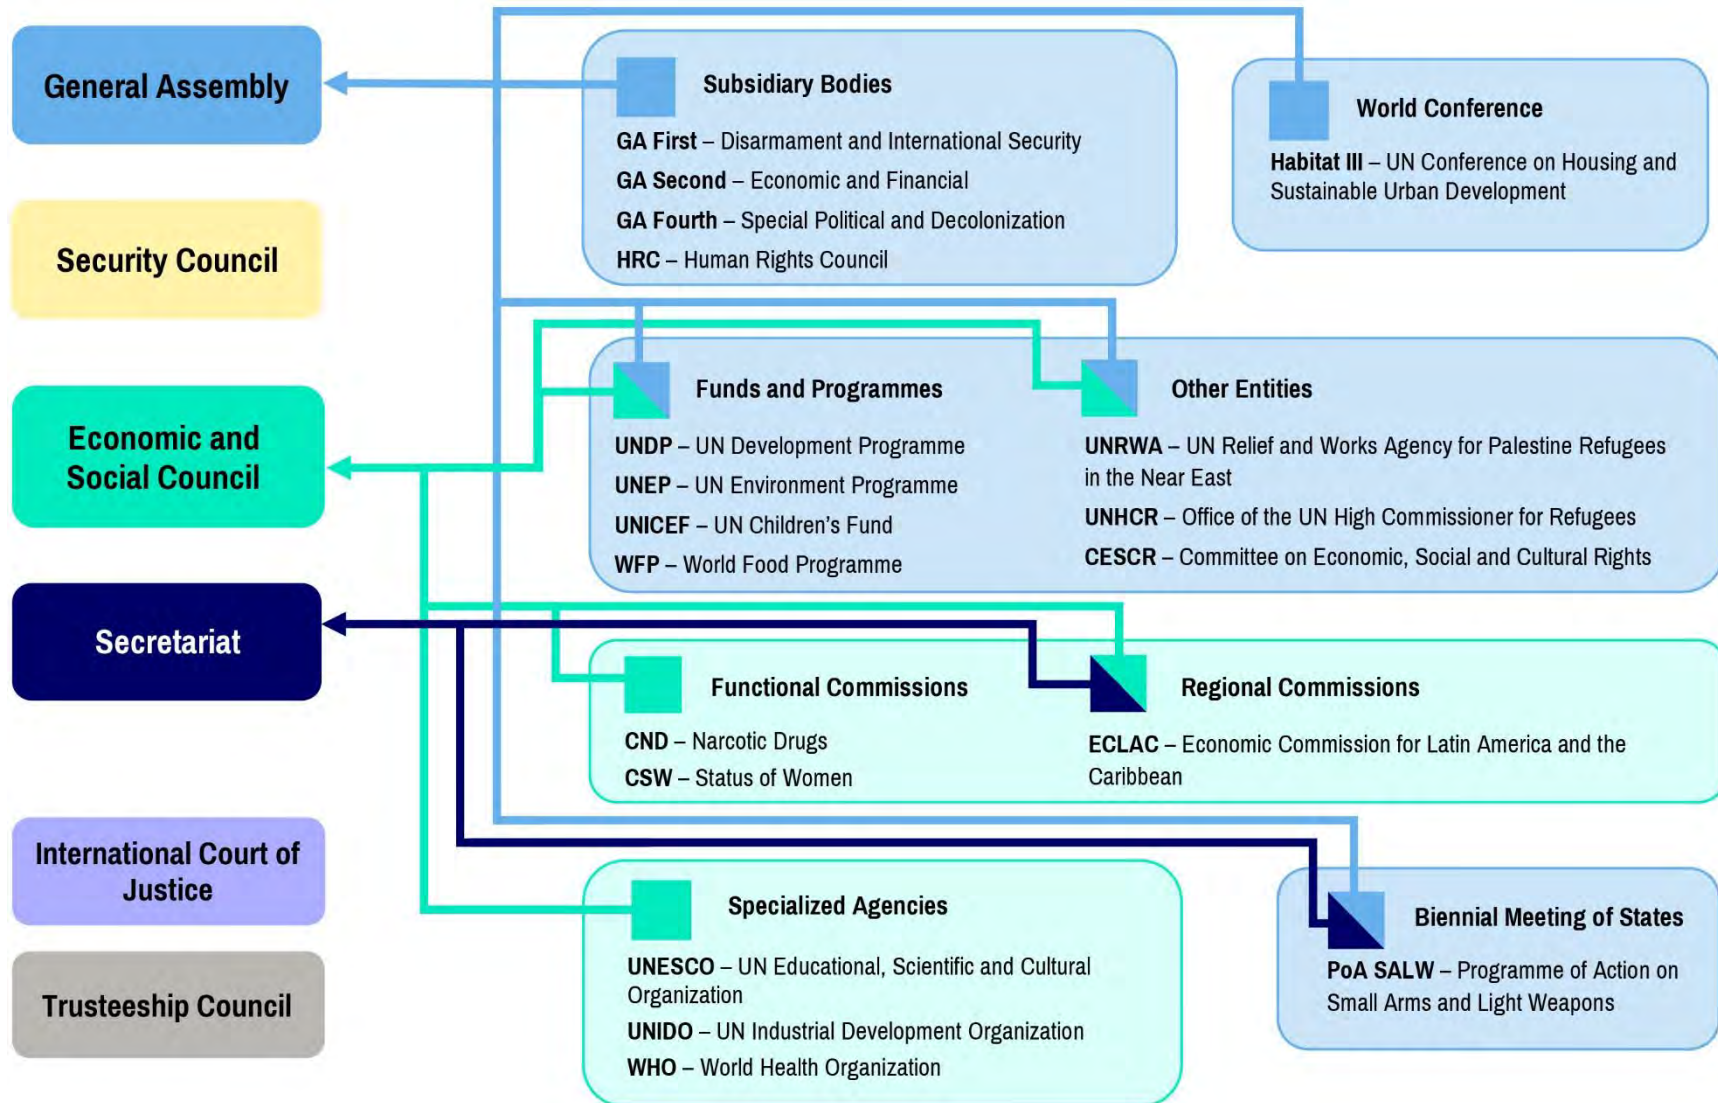 General Assembly
Security Council
Economic and
Social Council
Secretariat
International Court of
Justice
Trusteeship Council
Subsidiary Bodies
GA First – Disarmament and International Security
GA Second – Economic and Financial
GA Fourth – Special Political and Decolonization
HRC – Human Rights Council
World Conference
Habitat III – UN Conference on Housing and
Sustainable Urban Development
Funds and Programmes
UNDP – UN Development Programme
UNEP – UN Environment Programme
UNICEF – UN Children’s Fund
WFP – World Food Programme
Other Entities
UNRWA – UN Relief and Works Agency for Palestine Refugees
in the Near East
UNHCR – Office of the UN High Commissioner for Refugees
CESCR – Committee on Economic, Social and Cultural Rights
Functional Commissions
CND – Narcotic Drugs
CSW – Status of Women
Regional Commissions
ECLAC – Economic Commission for Latin America and the
Caribbean
Specialized Agencies
UNESCO – UN Educational, Scientific and Cultural
Organization
UNIDO – UN Industrial Development Organization
WHO – World Health Organization
Biennial Meeting of States
PoA SALW – Programme of Action on
Small Arms and Light Weapons